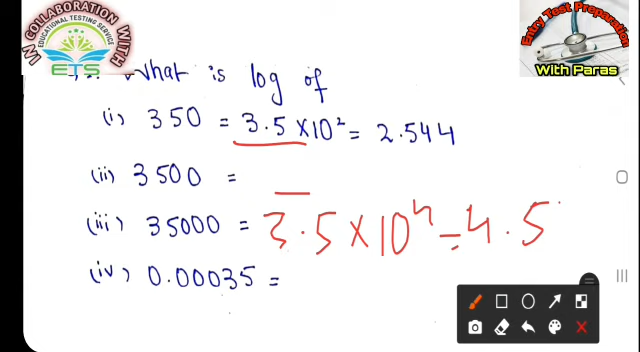 IN COLLABORATION WITH
EDUCATIONAL TESTING SERVICE
ETS
Entry Test Preparation
With Paras
What is log of
(i) 350 = 3.5 × 10² = 2.544
(ii) 3500 =
(iii) 35000 = 3.5 × 10⁴ = 4.5
(iv) 0.00035 =